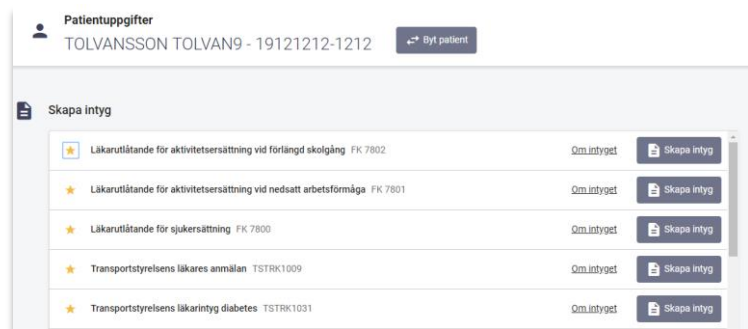 Patientuppgifter
TOLVANSSON TOLVAN9 - 19121212-1212
Byt patient
Skapa intyg
Läkarutlåtande för aktivitetsersättning vid förlängd skolgång FK 7802 Om intyget Skapa intyg
Läkarutlåtande för aktivitetsersättning vid nedsatt arbetsförmåga FK 7801 Om intyget Skapa intyg
Läkarutlåtande för sjukersättning FK 7800 Om intyget Skapa intyg
Transportstyrelsens läkares anmälan TSTRK1009 Om intyget Skapa intyg
Transportstyrelsens läkarintyg diabetes TSTRK1031 Om intyget Skapa intyg